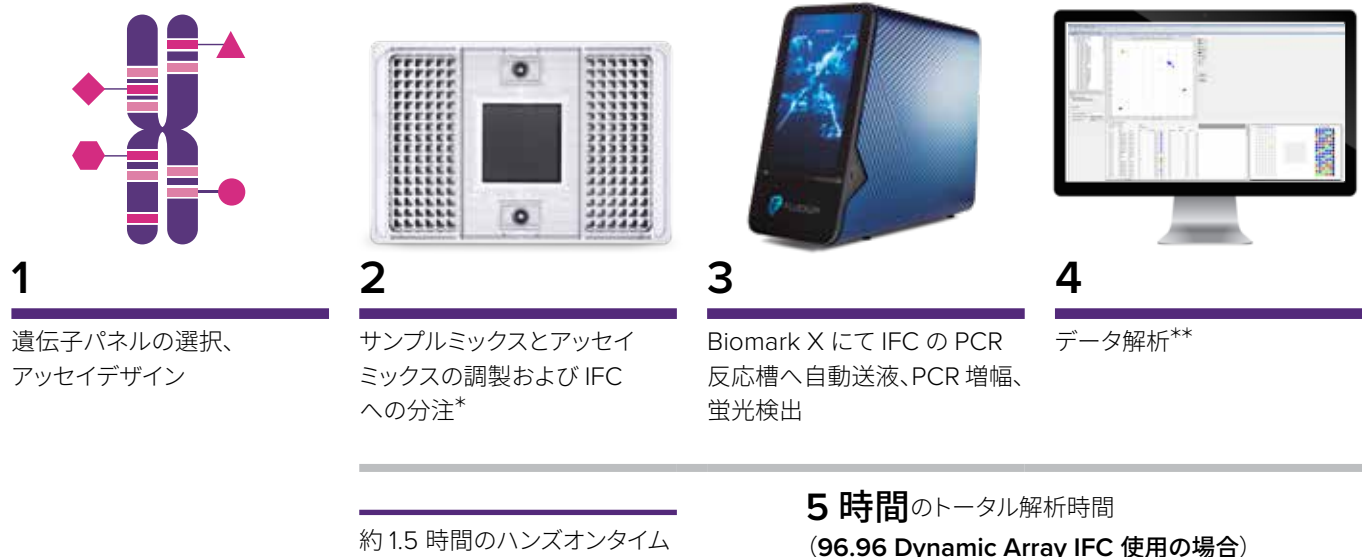 1
遺伝子パネルの選択、
アッセイデザイン
2
サンプルミックスとアッセイ
ミックスの調製および IFC
への分注*
3
Biomark X にて IFC の PCR
反応槽へ自動送液、PCR 増幅、
蛍光検出
4
データ解析**
約 1.5 時間のハンズオンタイム
5 時間のトータル解析時間
(96.96 Dynamic Array IFC 使用の場合)